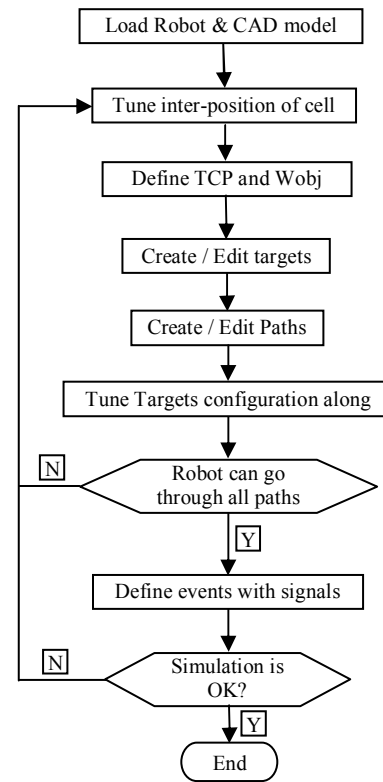 Load Robot & CAD model
Tune inter-position of cell
Define TCP and Wobj
Create / Edit targets
Create / Edit Paths
Tune Targets configuration along
N
Robot can go
through all paths
Y
Define events with signals
N
Simulation is
OK?
Y
End